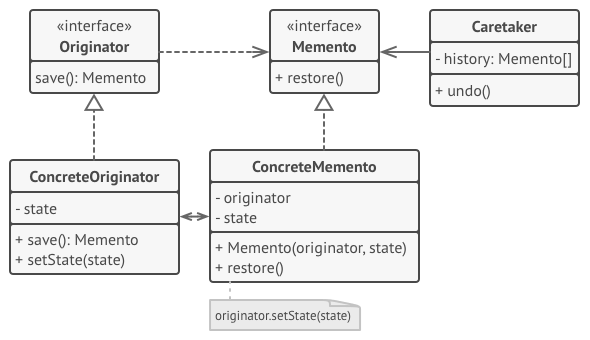 «interface»
Originator
save(): Memento
«interface»
Memento
+ restore()
Caretaker
- history: Memento[]
+ undo()
ConcreteOriginator
- state
+ save(): Memento
+ setState(state)
ConcreteMemento
- originator
- state
+ Memento(originator, state)
+ restore()
originator.setState(state)